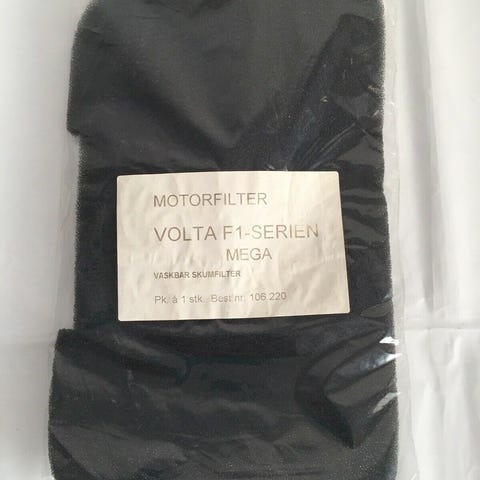 MOTORFILTER
VOLTA F1-SERIEN
MEGA
VASKBAR SKUMFILTER
Pk. à 1 stk. Best.nr. 106.220